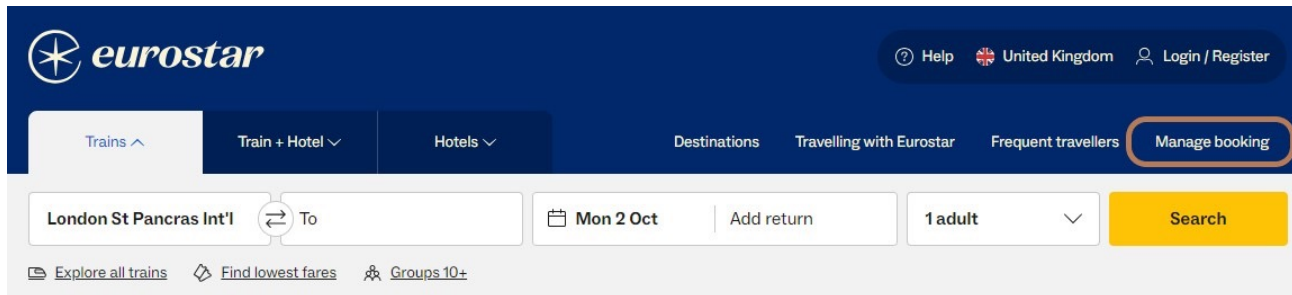 eurostar
Help United Kingdom Login / Register
Trains Train + Hotel Hotels Destinations Travelling with Eurostar Frequent travellers Manage booking
London St Pancras Int'l To Mon 2 Oct Add return 1 adult Search
Explore all trains Find lowest fares Groups 10+